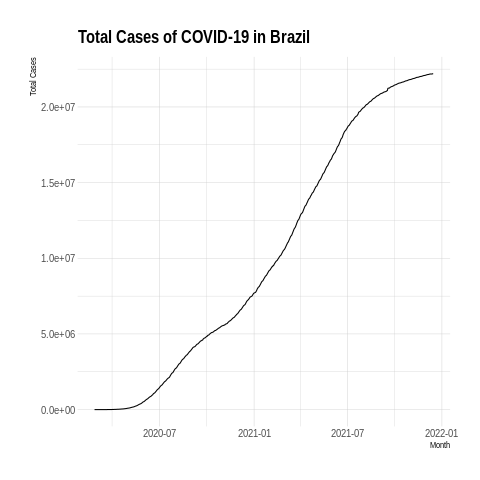 Total Cases of COVID-19 in Brazil
Total Cases
2.0e+07
1.5e+07
1.0e+07
5.0e+06
0.0e+00
2020-07 2021-01 2021-07 2022-01
Month